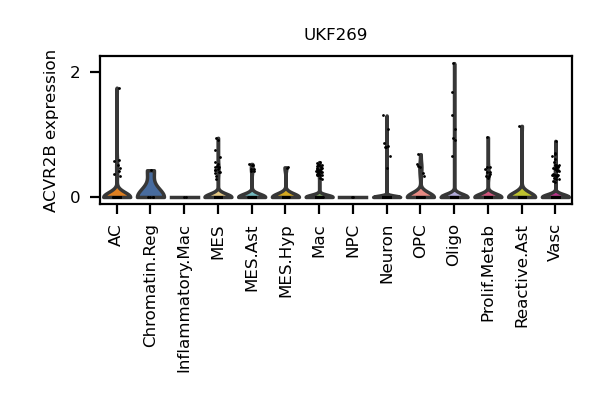 UKF269
ACVR2B expression
2
0
AC
Chromatin.Reg
Inflammatory.Mac
MES
MES.Ast
MES.Hyp
Mac
NPC
Neuron
OPC
Oligo
Prolif.Metab
Reactive.Ast
Vasc